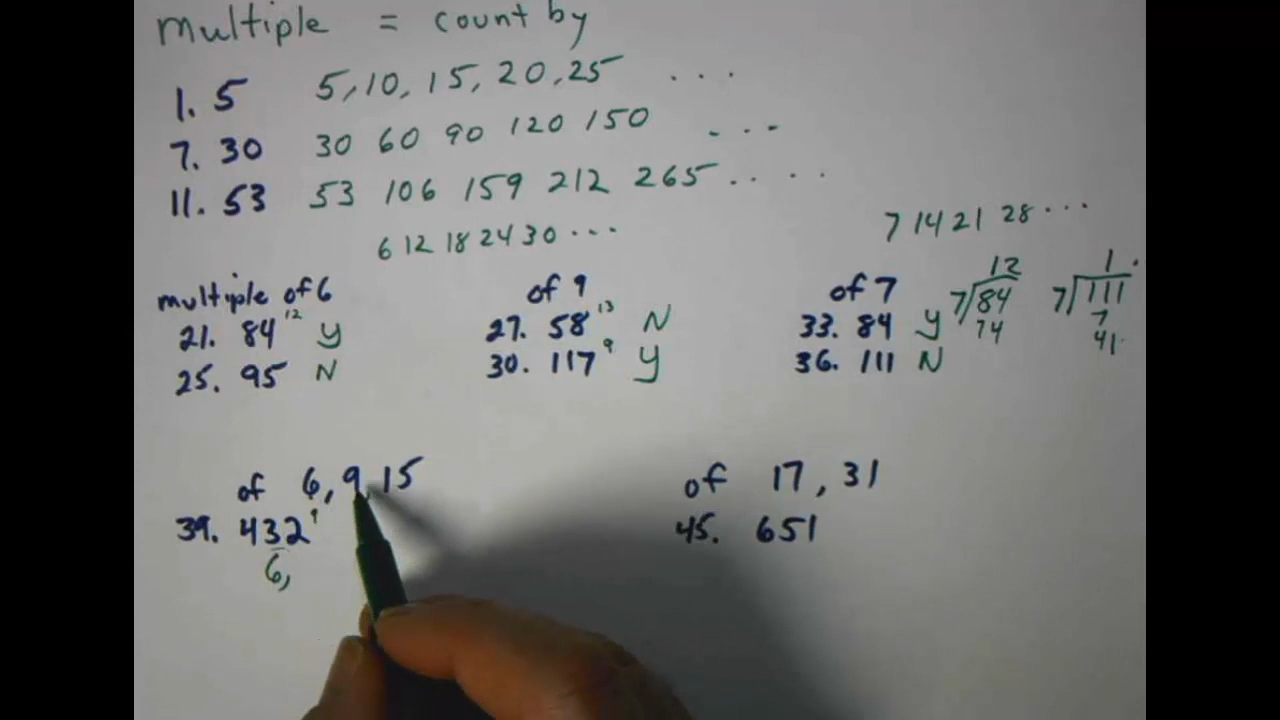 multiple = count by
1. 5 5, 10, 15, 20, 25 ...
7. 30 30 60 90 120 150 ...
11. 53 53 106 159 212 265 ....
6 12 18 24 30 ...
7 14 21 28 ...
multiple of 6
21. 84 12 Y
25. 95 N
of 9
27. 58 13 N
30. 117 9 Y
of 7
33. 84 Y
36. 111 N
12
7)84
74
1
7)111
7
41
of 6, 9, 15
39. 432 9
6,
of 17, 31
45. 651